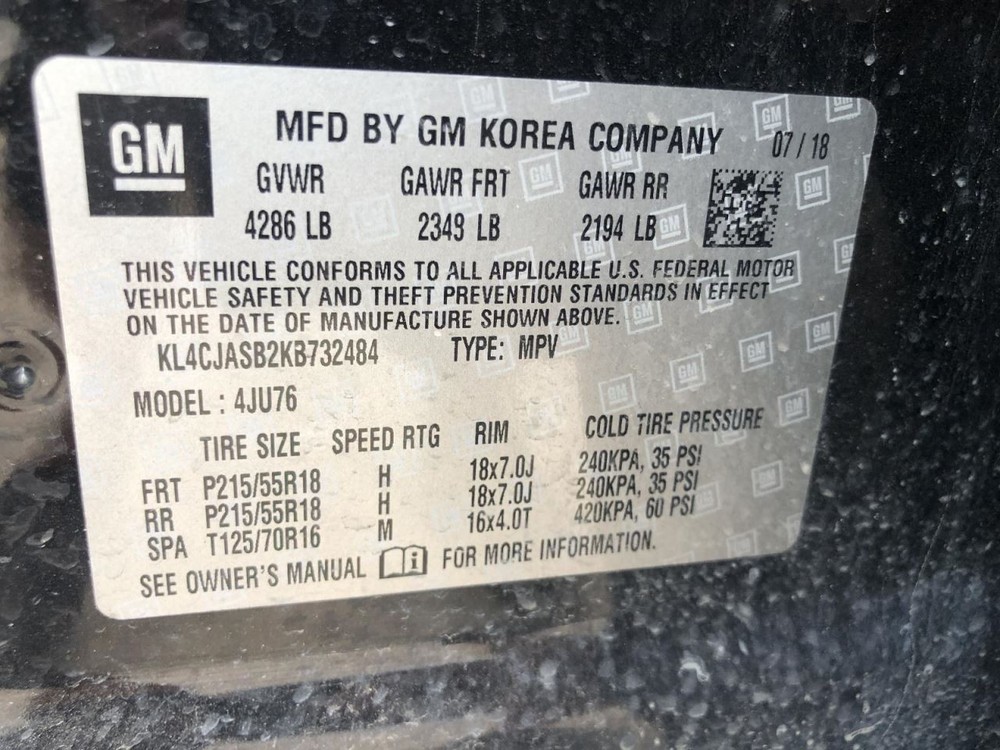 GM
MFD BY GM KOREA COMPANY 07 / 18
GVWR GAWR FRT GAWR RR
4286 LB 2349 LB 2194 LB
THIS VEHICLE CONFORMS TO ALL APPLICABLE U.S. FEDERAL MOTOR
VEHICLE SAFETY AND THEFT PREVENTION STANDARDS IN EFFECT
ON THE DATE OF MANUFACTURE SHOWN ABOVE.
KL4CJASB2KB732484 TYPE: MPV
MODEL : 4JU76
TIRE SIZE SPEED RTG RIM COLD TIRE PRESSURE
FRT P215/55R18 H 18x7.0J 240KPA, 35 PSI
RR P215/55R18 H 18x7.0J 240KPA, 35 PSI
SPA T125/70R16 M 16x4.0T 420KPA, 60 PSI
SEE OWNER'S MANUAL i FOR MORE INFORMATION.